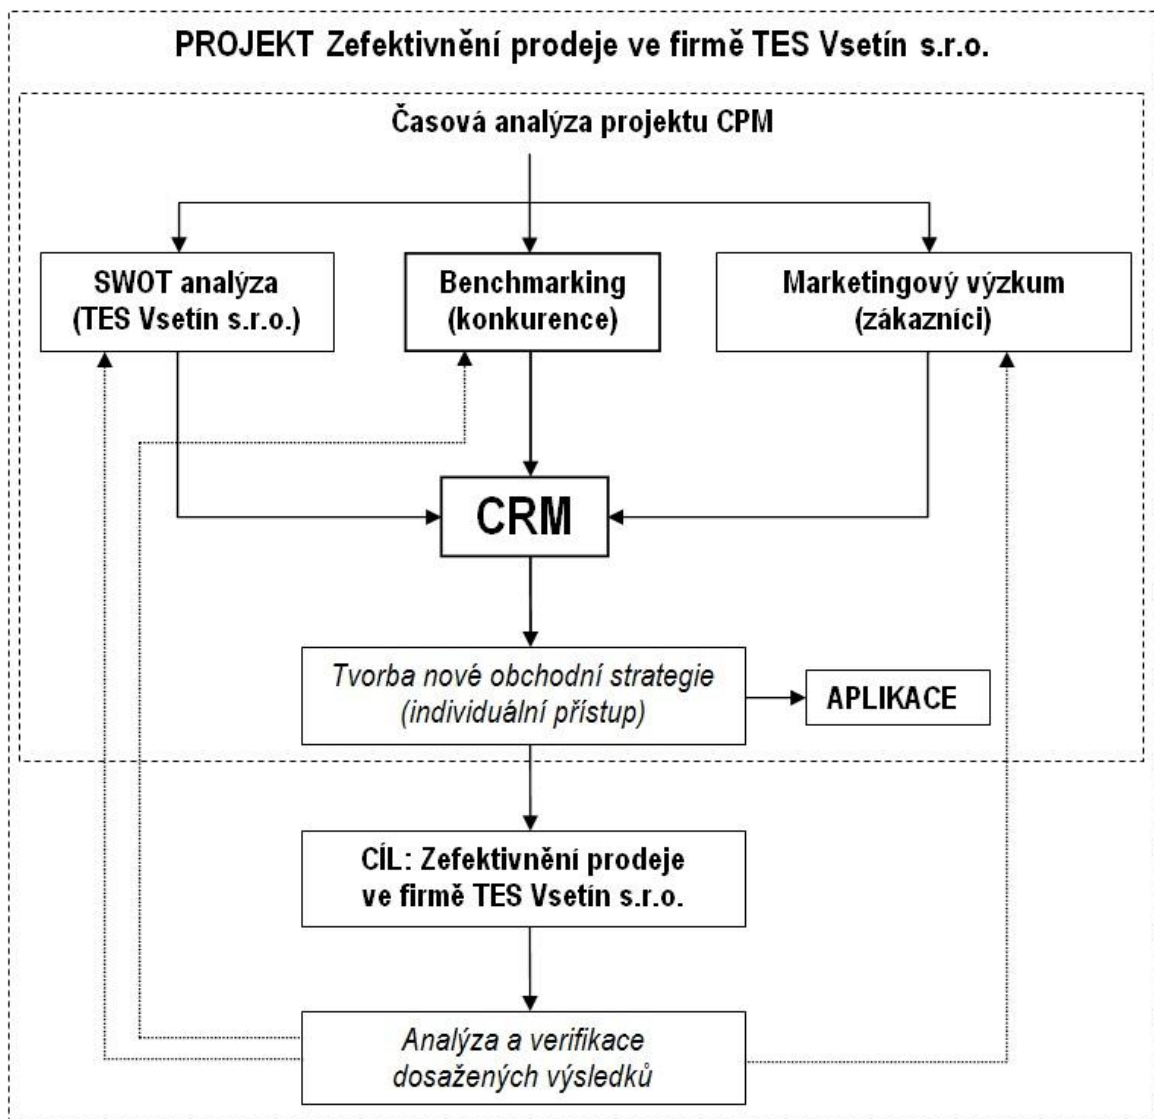 PROJEKT Zefektivnění prodeje ve firmě TES Vsetín s.r.o.
Časová analýza projektu CPM
SWOT analýza
(TES Vsetín s.r.o.)
Benchmarking
(konkurence)
Marketingový výzkum
(zákazníci)
CRM
Tvorba nové obchodní strategie
(individuální přístup)
APLIKACE
CÍL: Zefektivnění prodeje
ve firmě TES Vsetín s.r.o.
Analýza a verifikace
dosažených výsledků